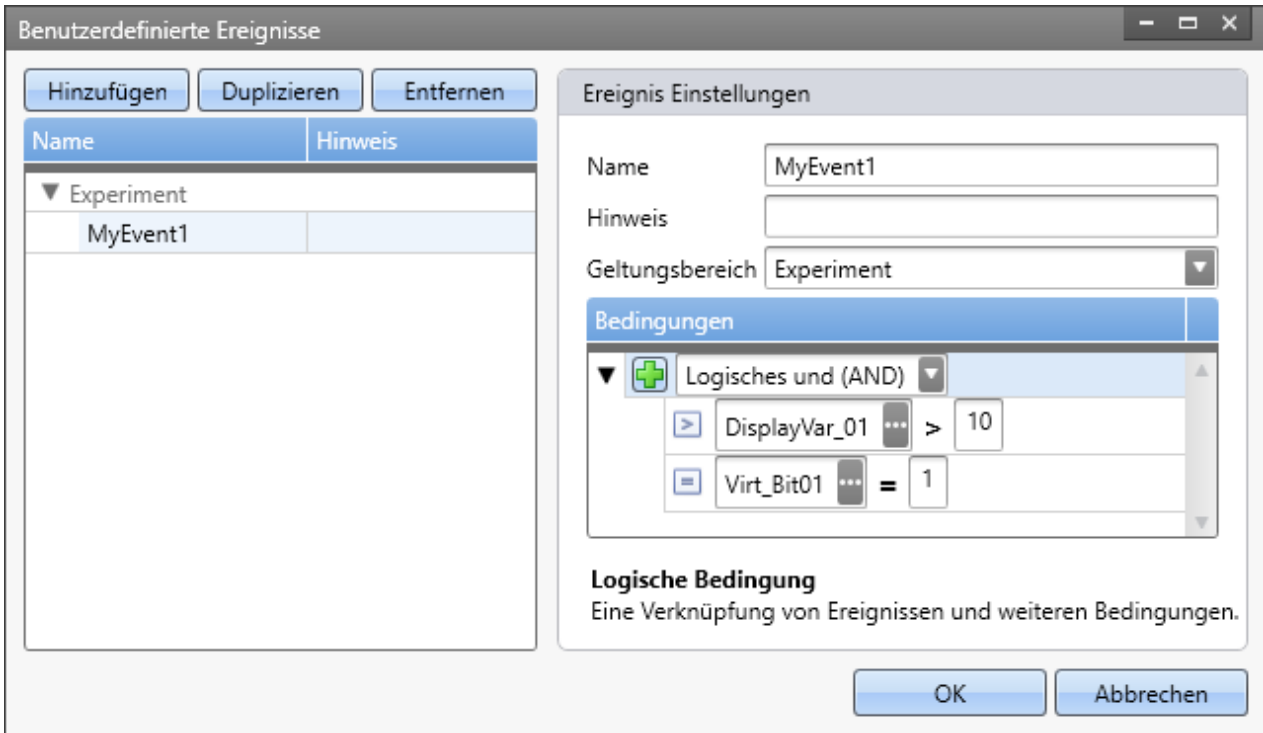 Benutzerdefinierte Ereignisse
Hinzufügen Duplizieren Entfernen
Name Hinweis
Experiment
MyEvent1
Ereignis Einstellungen
Name MyEvent1
Hinweis
Geltungsbereich Experiment
Bedingungen
Logisches und (AND)
DisplayVar_01 ... > 10
Virt_Bit01 ... = 1
Logische Bedingung
Eine Verknüpfung von Ereignissen und weiteren Bedingungen.
OK Abbrechen